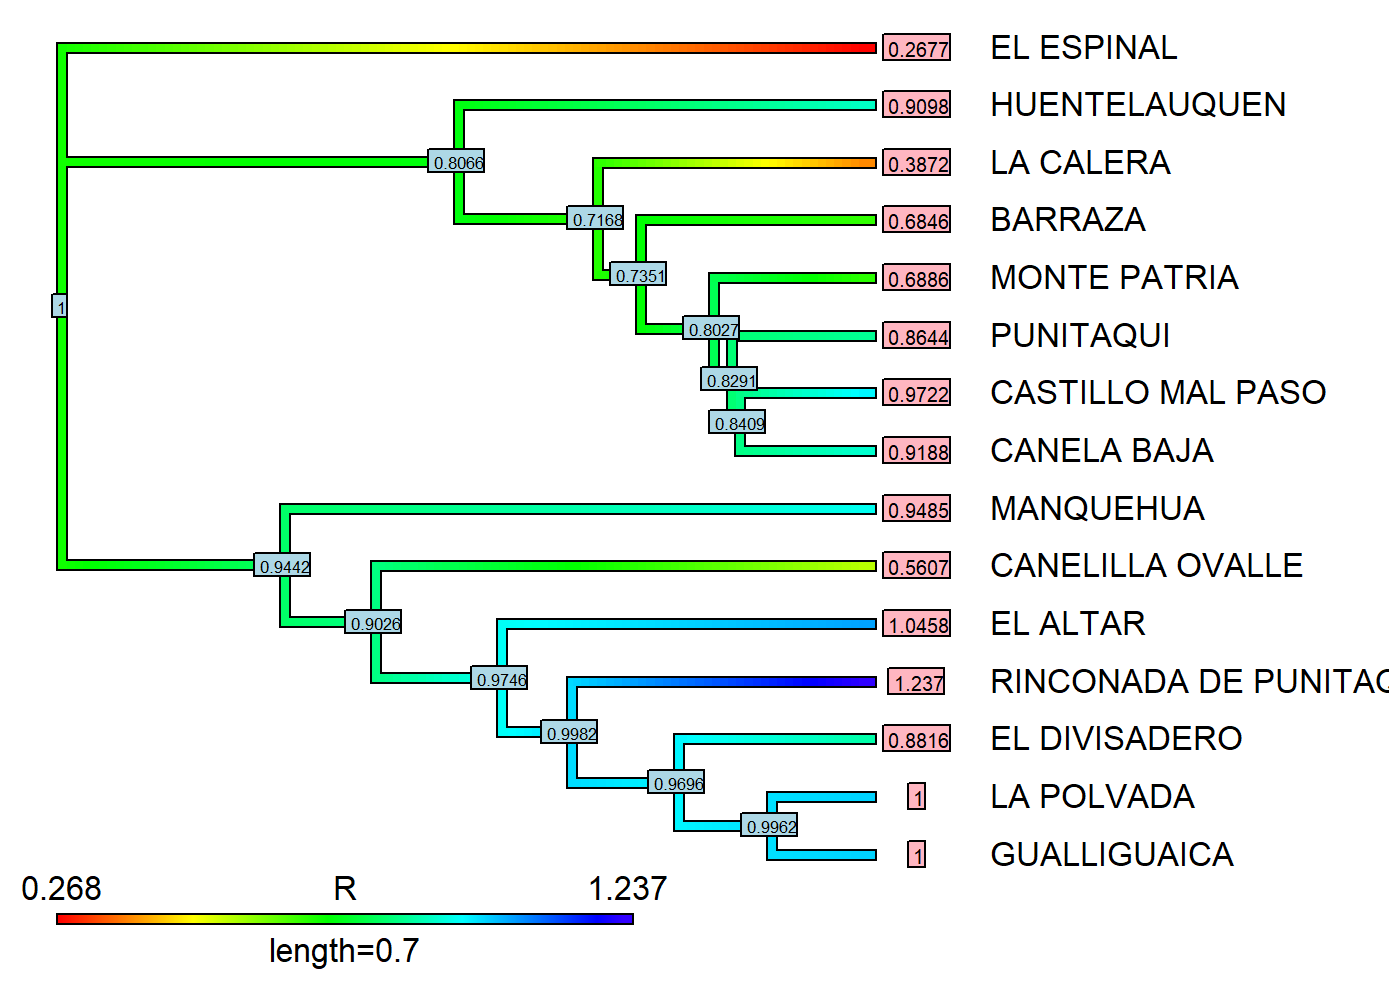 0.2677 EL ESPINAL
0.9098 HUENTELAUQUEN
0.8066
0.3872 LA CALERA
0.7168
0.6846 BARRAZA
0.7351
0.6886 MONTE PATRIA
1
0.8027
0.8644 PUNITAQUI
0.8291
0.9722 CASTILLO MAL PASO
0.8409
0.9188 CANELA BAJA
0.9485 MANQUEHUA
0.9442
0.5607 CANELILLA OVALLE
0.9026
1.0458 EL ALTAR
0.9746
1.237 RINCONADA DE PUNITAQ
0.9982
0.8816 EL DIVISADERO
0.9696
1 LA POLVADA
0.9962
1 GUALLIGUAICA
0.268 R 1.237
length=0.7